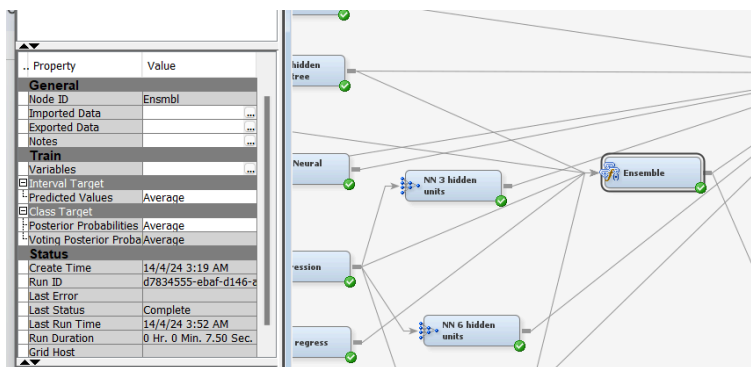 .. Property Value
General
Node ID Ensmbl
Imported Data ...
Exported Data ...
Notes ...
Train
Variables ...
Interval Target
Predicted Values Average
Class Target
Posterior Probabilities Average
Voting Posterior Proba Average
Status
Create Time 14/4/24 3:19 AM
Run ID d7834555-ebaf-d146-a
Last Error
Last Status Complete
Last Run Time 14/4/24 3:52 AM
Run Duration 0 Hr. 0 Min. 7.50 Sec.
Grid Host
hidden
tree
Neural
NN 3 hidden
units
Ensemble
ression
NN 6 hidden
units
regress